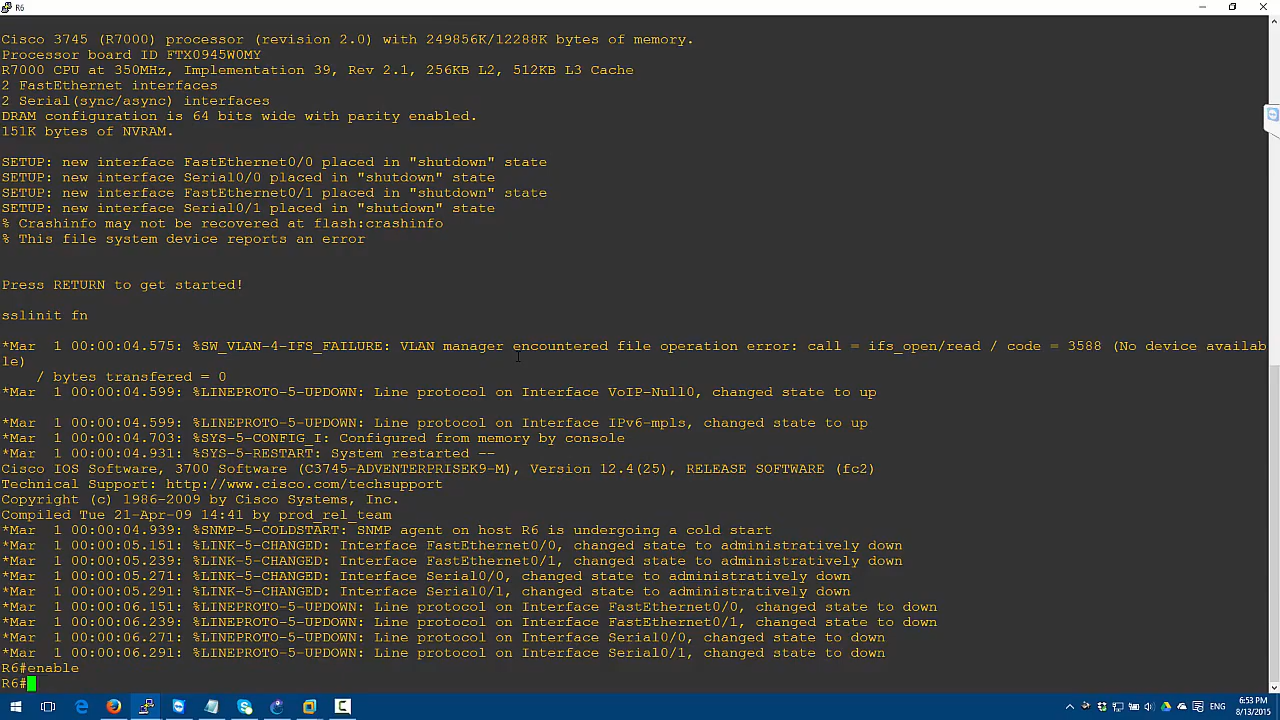 R6
Cisco 3745 (R7000) processor (revision 2.0) with 249856K/12288K bytes of memory.
Processor board ID FTX0945W0MY
R7000 CPU at 350MHz, Implementation 39, Rev 2.1, 256KB L2, 512KB L3 Cache
2 FastEthernet interfaces
2 Serial(sync/async) interfaces
DRAM configuration is 64 bits wide with parity enabled.
151K bytes of NVRAM.
SETUP: new interface FastEthernet0/0 placed in "shutdown" state
SETUP: new interface Serial0/0 placed in "shutdown" state
SETUP: new interface FastEthernet0/1 placed in "shutdown" state
SETUP: new interface Serial0/1 placed in "shutdown" state
% Crashinfo may not be recovered at flash:crashinfo
% This file system device reports an error
Press RETURN to get started!
sslinit fn
*Mar  1 00:00:04.575: %SW_VLAN-4-IFS_FAILURE: VLAN manager encountered file operation error: call = ifs_open/read / code = 3588 (No device availab
le)
/ bytes transfered = 0
*Mar  1 00:00:04.599: %LINEPROTO-5-UPDOWN: Line protocol on Interface VoIP-Null0, changed state to up
*Mar  1 00:00:04.599: %LINEPROTO-5-UPDOWN: Line protocol on Interface IPv6-mpls, changed state to up
*Mar  1 00:00:04.703: %SYS-5-CONFIG_I: Configured from memory by console
*Mar  1 00:00:04.931: %SYS-5-RESTART: System restarted --
Cisco IOS Software, 3700 Software (C3745-ADVENTERPRISEK9-M), Version 12.4(25), RELEASE SOFTWARE (fc2)
Technical Support: http://www.cisco.com/techsupport
Copyright (c) 1986-2009 by Cisco Systems, Inc.
Compiled Tue 21-Apr-09 14:41 by prod_rel_team
*Mar  1 00:00:04.939: %SNMP-5-COLDSTART: SNMP agent on host R6 is undergoing a cold start
*Mar  1 00:00:05.151: %LINK-5-CHANGED: Interface FastEthernet0/0, changed state to administratively down
*Mar  1 00:00:05.239: %LINK-5-CHANGED: Interface FastEthernet0/1, changed state to administratively down
*Mar  1 00:00:05.271: %LINK-5-CHANGED: Interface Serial0/0, changed state to administratively down
*Mar  1 00:00:05.291: %LINK-5-CHANGED: Interface Serial0/1, changed state to administratively down
*Mar  1 00:00:06.151: %LINEPROTO-5-UPDOWN: Line protocol on Interface FastEthernet0/0, changed state to down
*Mar  1 00:00:06.239: %LINEPROTO-5-UPDOWN: Line protocol on Interface FastEthernet0/1, changed state to down
*Mar  1 00:00:06.271: %LINEPROTO-5-UPDOWN: Line protocol on Interface Serial0/0, changed state to down
*Mar  1 00:00:06.291: %LINEPROTO-5-UPDOWN: Line protocol on Interface Serial0/1, changed state to down
R6#enable
R6#
ENG
6:53 PM
8/13/2015